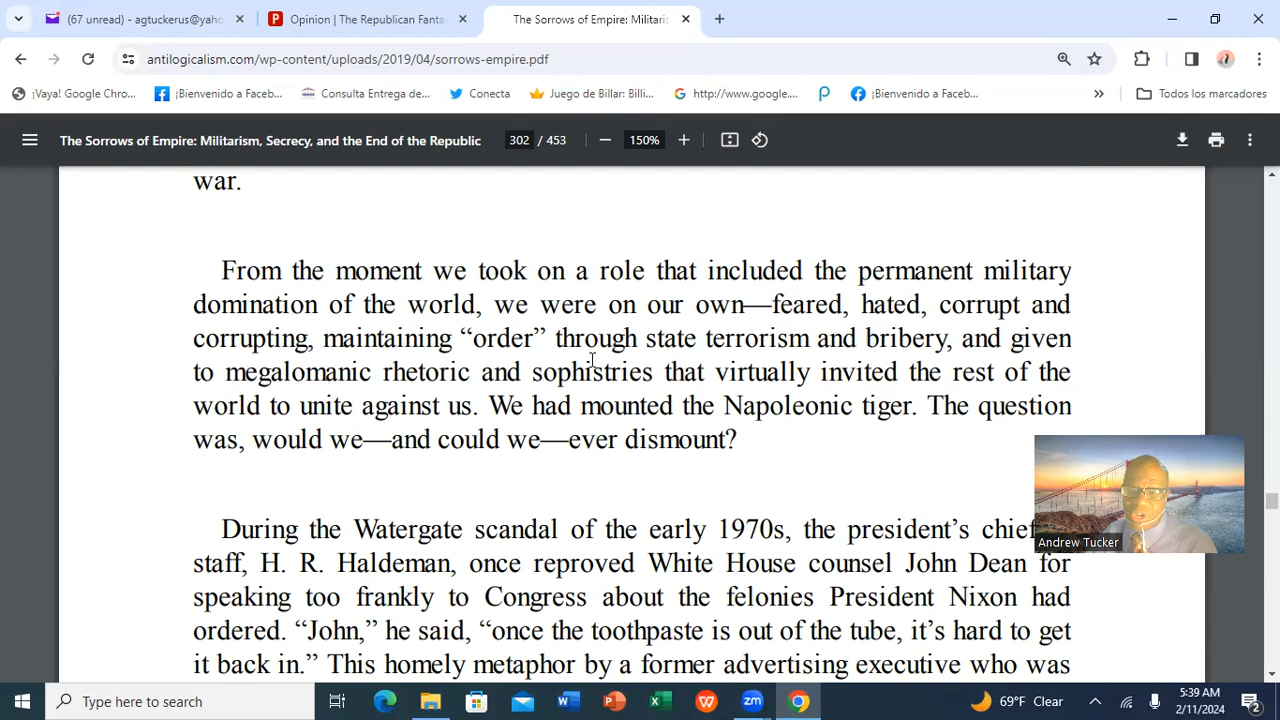 (67 unread) - agtuckerus@yaho
Opinion | The Republican Fanta
The Sorrows of Empire: Militaris
antilogicalism.com/wp-content/uploads/2019/04/sorrows-empire.pdf
¡Vaya! Google Chro...
¡Bienvenido a Faceb...
Consulta Entrega de...
Conecta
Juego de Billar: Billi...
http://www.google....
¡Bienvenido a Faceb...
»
Todos los marcadores
The Sorrows of Empire: Militarism, Secrecy, and the End of the Republic
302 / 453
150%
war.
From the moment we took on a role that included the permanent military
domination of the world, we were on our own—feared, hated, corrupt and
corrupting, maintaining “order” through state terrorism and bribery, and given
to megalomanic rhetoric and sophistries that virtually invited the rest of the
world to unite against us. We had mounted the Napoleonic tiger. The question
was, would we—and could we—ever dismount?
During the Watergate scandal of the early 1970s, the president’s chief
staff, H. R. Haldeman, once reproved White House counsel John Dean for
speaking too frankly to Congress about the felonies President Nixon had
ordered. “John,” he said, “once the toothpaste is out of the tube, it’s hard to get
it back in.” This homely metaphor by a former advertising executive who was
Andrew Tucker
Type here to search
69°F Clear
5:39 AM
2/11/2024
2